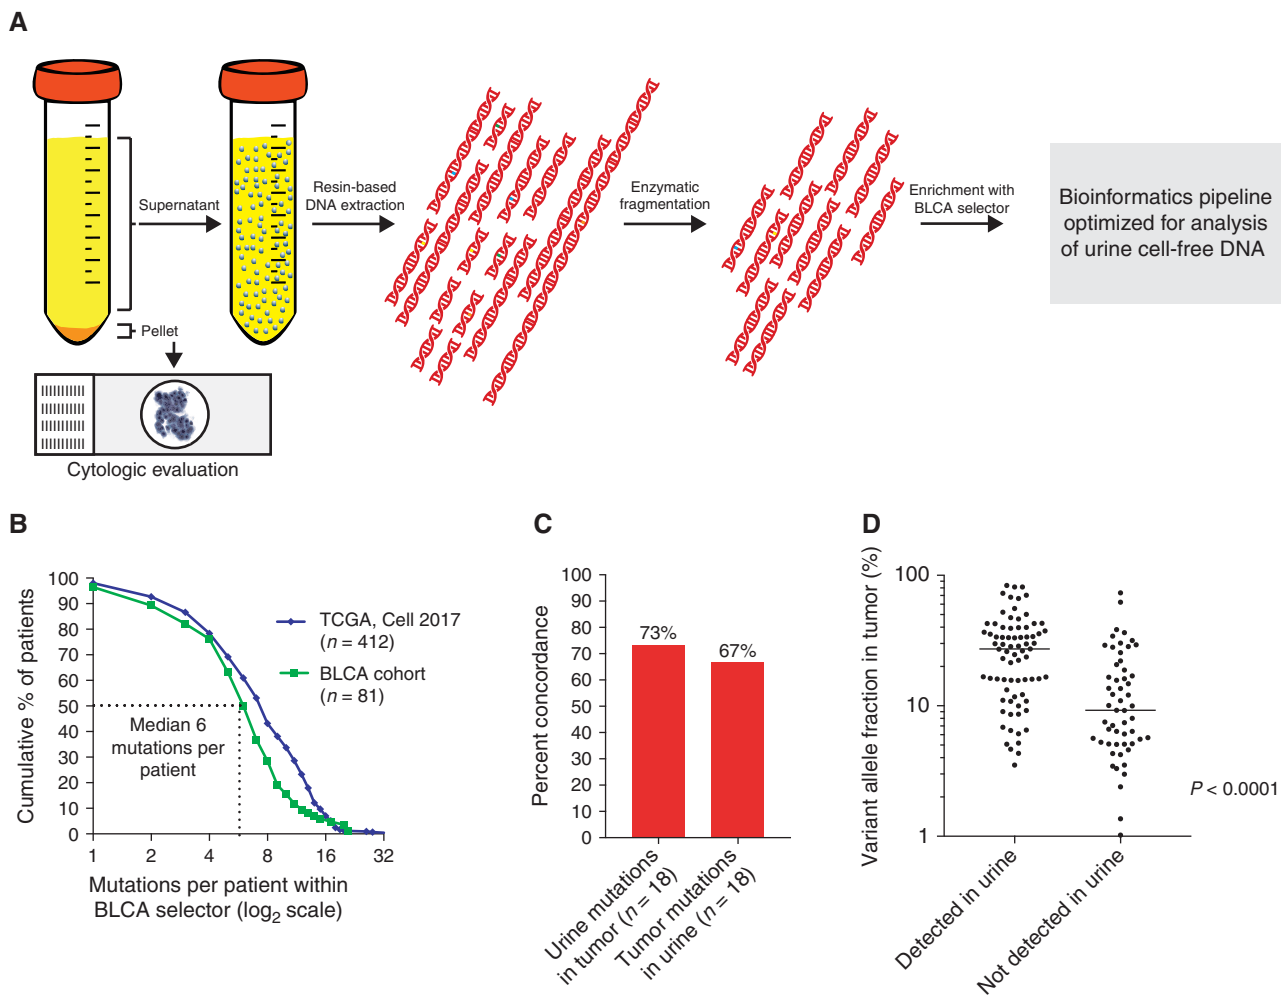 A
Supernatant
Pellet
Cytologic evaluation
Resin-based
DNA extraction
Enzymatic
fragmentation
Enrichment with
BLCA selector
Bioinformatics pipeline
optimized for analysis
of urine cell-free DNA
B
Cumulative % of patients
100
90
80
70
60
50
40
30
20
10
0
1
2
4
8
16
32
Mutations per patient within
BLCA selector (log2 scale)
Median 6
mutations per
patient
TCGA, Cell 2017
(n = 412)
BLCA cohort
(n = 81)
C
Percent concordance
100
90
80
70
60
50
40
30
20
10
0
73%
67%
Urine mutations
in tumor (n = 18)
Tumor mutations
in urine (n = 18)
D
Variant allele fraction in tumor (%)
100
10
1
Detected in urine
Not detected in urine
P < 0.0001